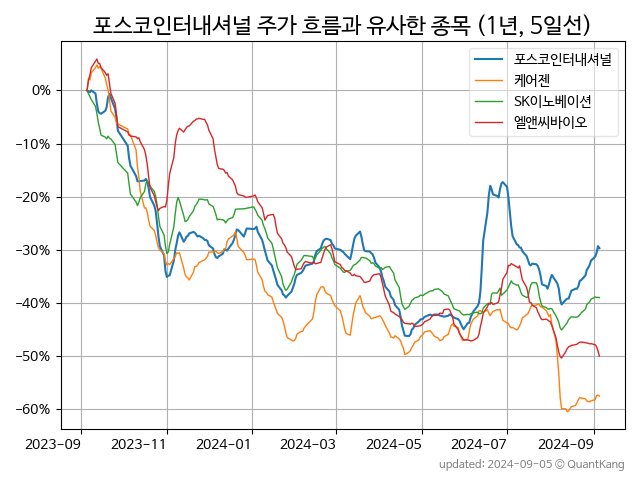 포스코인터내셔널 주가 흐름과 유사한 종목 (1년, 5일선)
포스코인터내셔널
케어젠
SK이노베이션
엘앤씨바이오
0%
-10%
-20%
-30%
-40%
-50%
-60%
2023-09 2023-11 2024-01 2024-03 2024-05 2024-07 2024-09
updated: 2024-09-05 © QuantKang